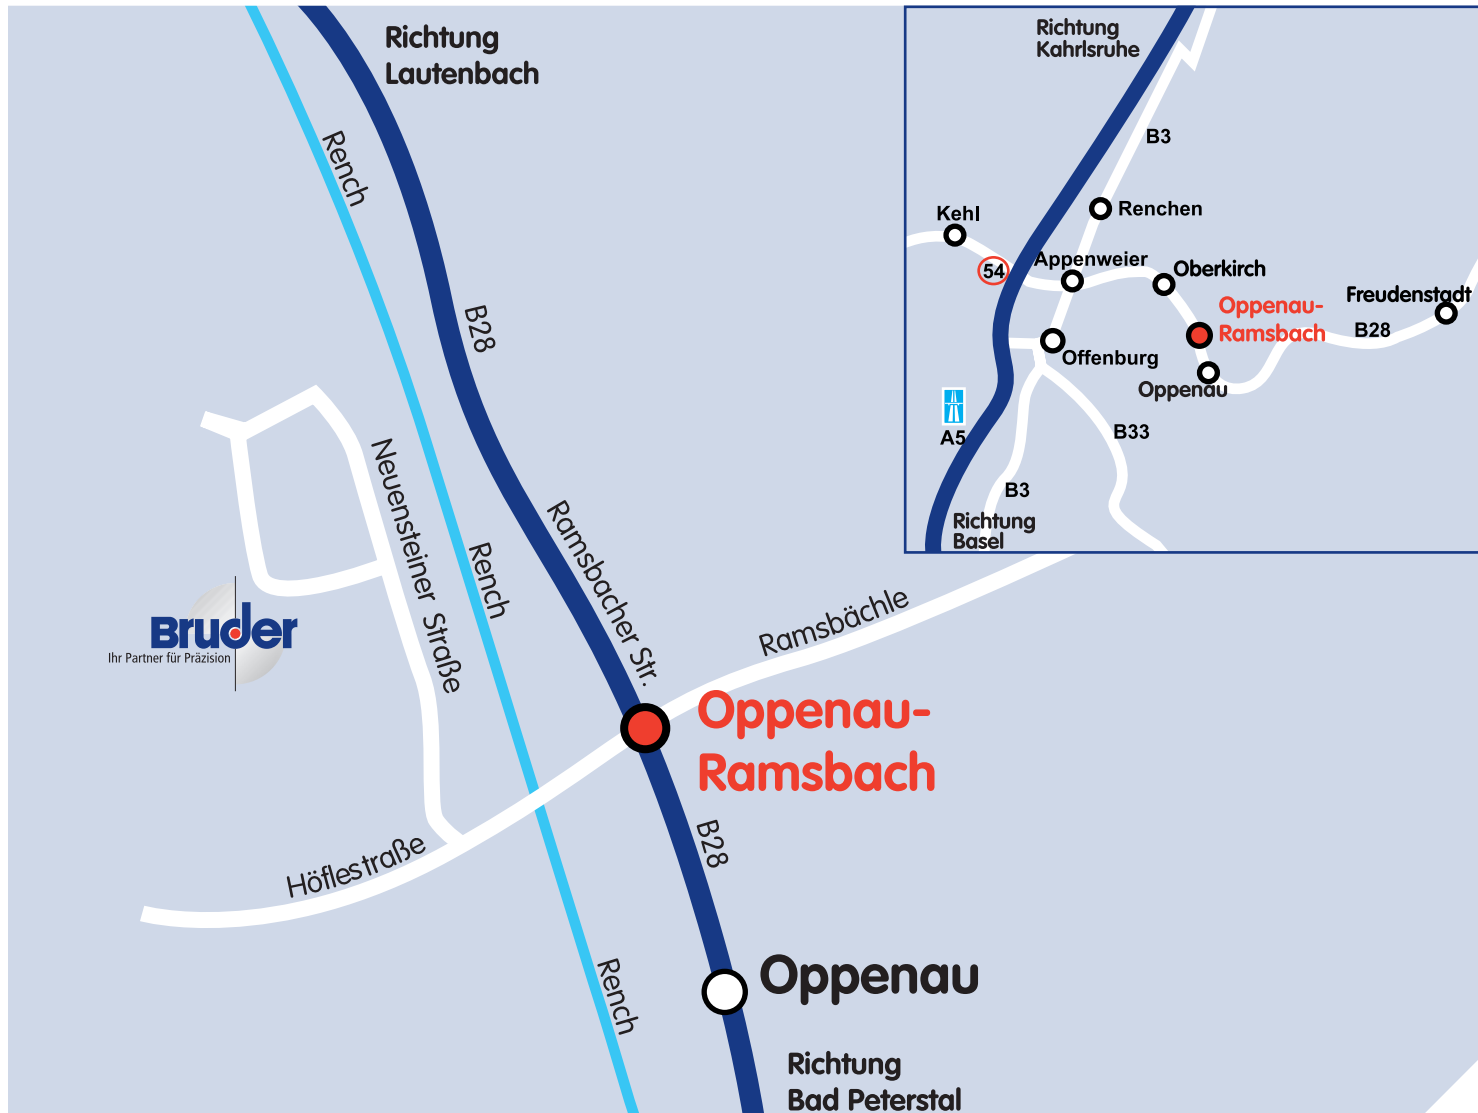 Richtung
Lautenbach
Rench
B28
Neuensteiner Straße
Rench
Ramsbacher Str.
Bruder
Ihr Partner für Präzision
Ramsbächle
Oppenau-
Ramsbach
Höflestraße
B28
Rench
Oppenau
Richtung
Bad Peterstal
Richtung
Kahrlsruhe
B3
Kehl
Renchen
54
Appenweier
Oberkirch
Oppenau-
Ramsbach
Freudenstadt
B28
Offenburg
Oppenau
A5
B33
B3
Richtung
Basel